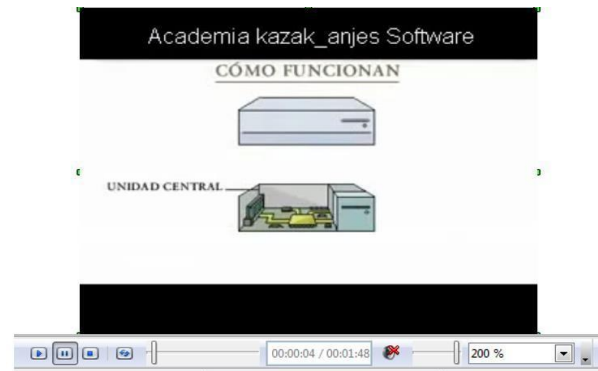 Academia kazak_anjes Software
CÓMO FUNCIONAN
UNIDAD CENTRAL
00:00:04 / 00:01:48
200 %